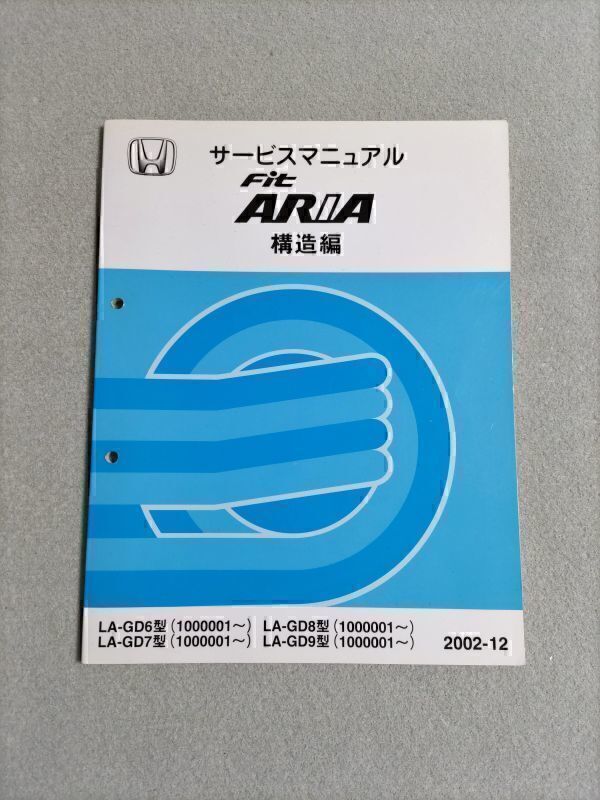 サービスマニュアル
Fit
ARIA
構造編
LA-GD6型 (1000001～) LA-GD8型 (1000001～)
LA-GD7型 (1000001～) LA-GD9型 (1000001～)
2002-12